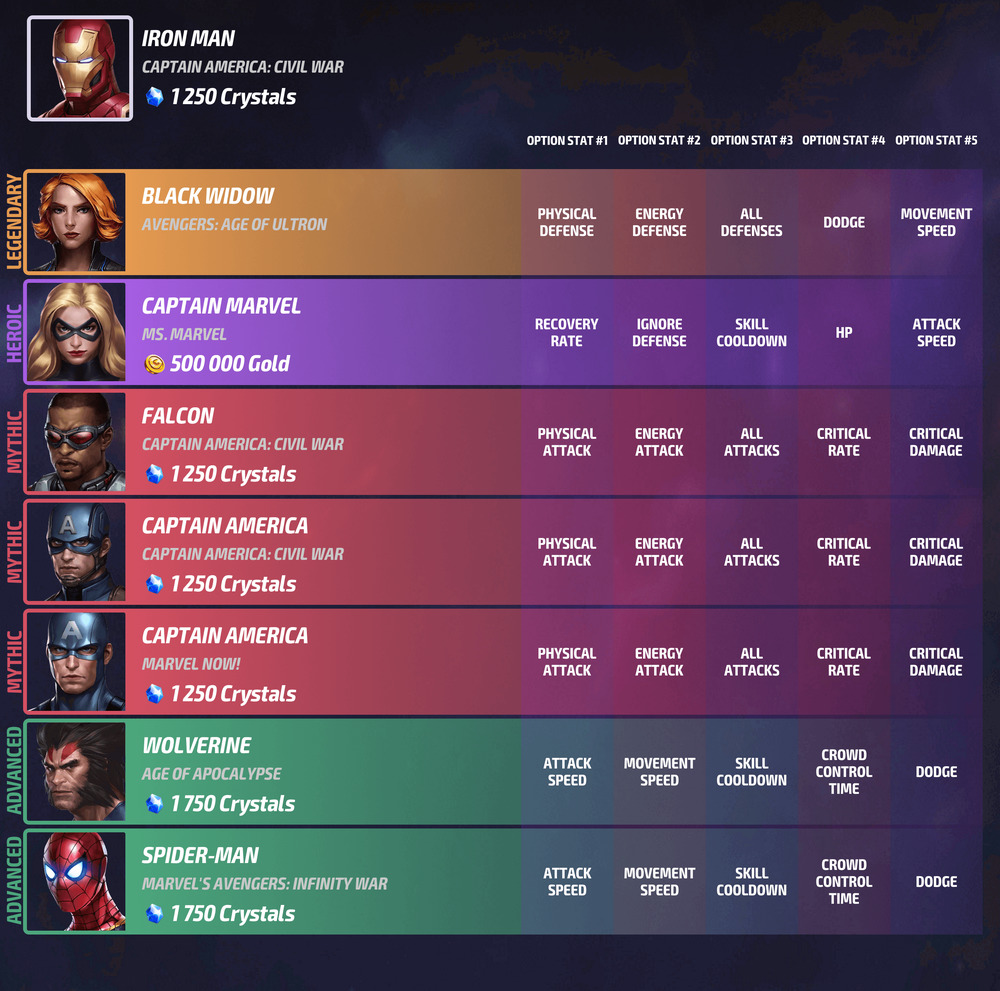 IRON MAN
CAPTAIN AMERICA: CIVIL WAR
1 250 Crystals
OPTION STAT #1 OPTION STAT #2 OPTION STAT #3 OPTION STAT #4 OPTION STAT #5
LEGENDARY
BLACK WIDOW
AVENGERS: AGE OF ULTRON
PHYSICAL DEFENSE
ENERGY DEFENSE
ALL DEFENSES
DODGE
MOVEMENT SPEED
HEROIC
CAPTAIN MARVEL
MS. MARVEL
500 000 Gold
RECOVERY RATE
IGNORE DEFENSE
SKILL COOLDOWN
HP
ATTACK SPEED
MYTHIC
FALCON
CAPTAIN AMERICA: CIVIL WAR
1 250 Crystals
PHYSICAL ATTACK
ENERGY ATTACK
ALL ATTACKS
CRITICAL RATE
CRITICAL DAMAGE
MYTHIC
A
CAPTAIN AMERICA
CAPTAIN AMERICA: CIVIL WAR
1 250 Crystals
PHYSICAL ATTACK
ENERGY ATTACK
ALL ATTACKS
CRITICAL RATE
CRITICAL DAMAGE
MYTHIC
A
CAPTAIN AMERICA
MARVEL NOW!
1 250 Crystals
PHYSICAL ATTACK
ENERGY ATTACK
ALL ATTACKS
CRITICAL RATE
CRITICAL DAMAGE
ADVANCED
WOLVERINE
AGE OF APOCALYPSE
1 750 Crystals
ATTACK SPEED
MOVEMENT SPEED
SKILL COOLDOWN
CROWD CONTROL TIME
DODGE
ADVANCED
SPIDER-MAN
MARVEL'S AVENGERS: INFINITY WAR
1 750 Crystals
ATTACK SPEED
MOVEMENT SPEED
SKILL COOLDOWN
CROWD CONTROL TIME
DODGE